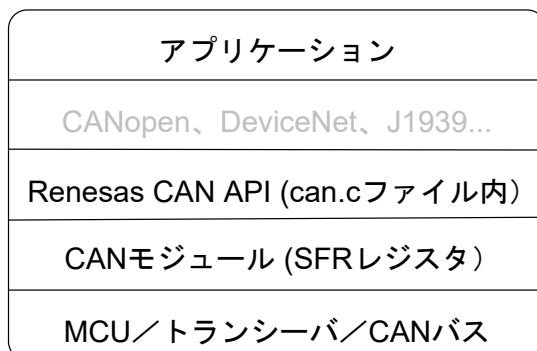 アプリケーション
CANopen、DeviceNet、J1939...
Renesas CAN API (can.cファイル内)
CANモジュール (SFRレジスタ)
MCU／トランシーバ／CANバス